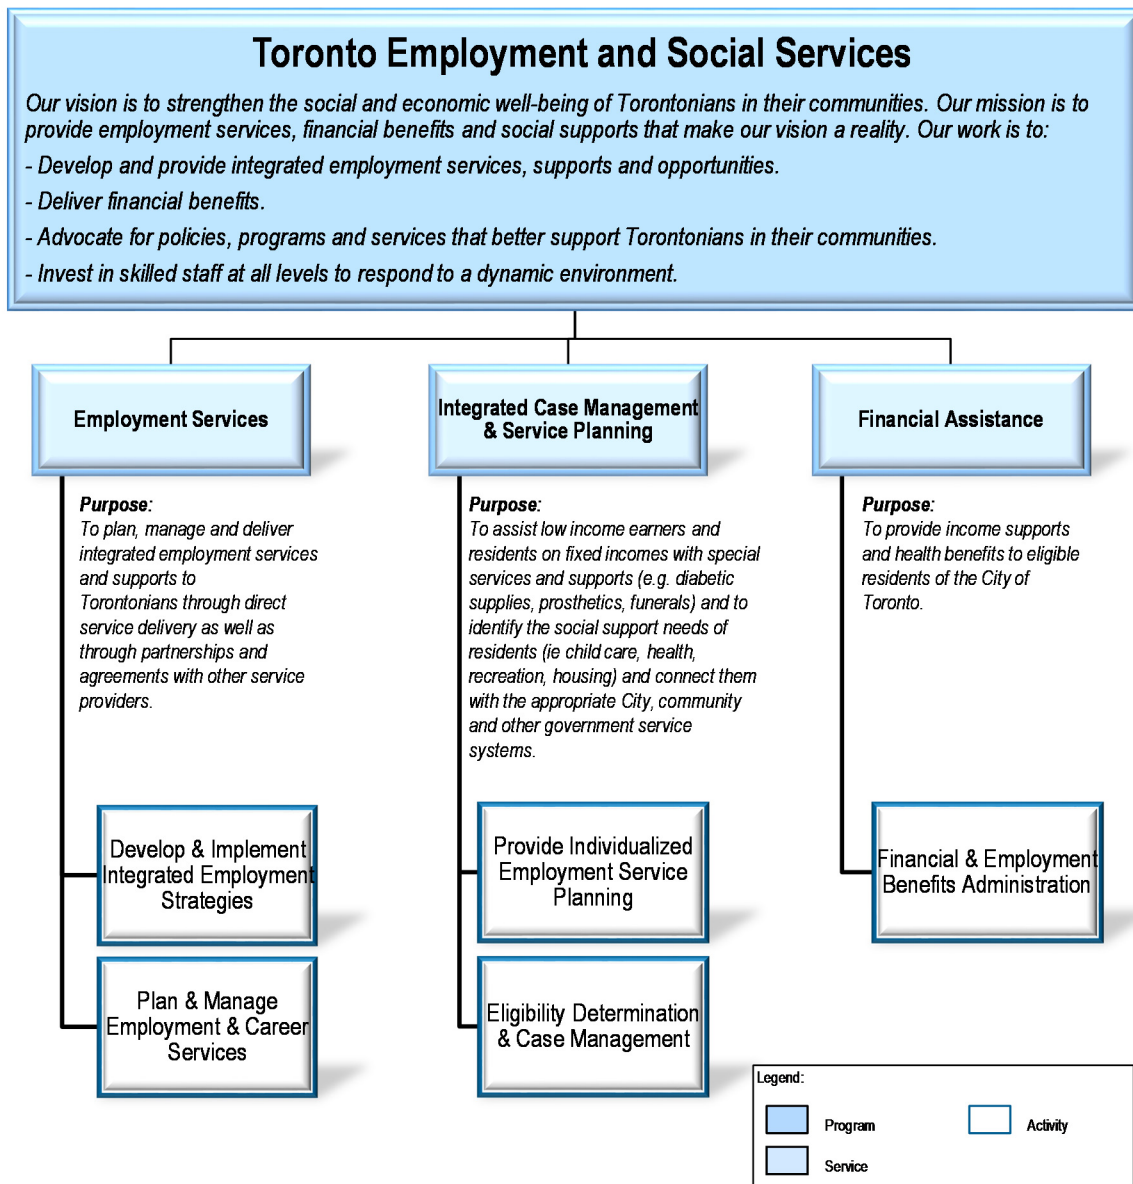 Toronto Employment and Social Services
Our vision is to strengthen the social and economic well-being of Torontonians in their communities. Our mission is to
provide employment services, financial benefits and social supports that make our vision a reality. Our work is to:
- Develop and provide integrated employment services, supports and opportunities.
- Deliver financial benefits.
- Advocate for policies, programs and services that better support Torontonians in their communities.
- Invest in skilled staff at all levels to respond to a dynamic environment.
Employment Services
Purpose:
To plan, manage and deliver
integrated employment services
and supports to
Torontonians through direct
service delivery as well as
through partnerships and
agreements with other service
providers.
Develop & Implement
Integrated Employment
Strategies
Plan & Manage
Employment & Career
Services
Integrated Case Management
& Service Planning
Purpose:
To assist low income earners and
residents on fixed incomes with special
services and supports (e.g. diabetic
supplies, prosthetics, funerals) and to
identify the social support needs of
residents (ie child care, health,
recreation, housing) and connect them
with the appropriate City, community
and other government service
systems.
Provide Individualized
Employment Service
Planning
Eligibility Determination
& Case Management
Financial Assistance
Purpose:
To provide income supports
and health benefits to eligible
residents of the City of
Toronto.
Financial & Employment
Benefits Administration
Legend:
Program
Activity
Service